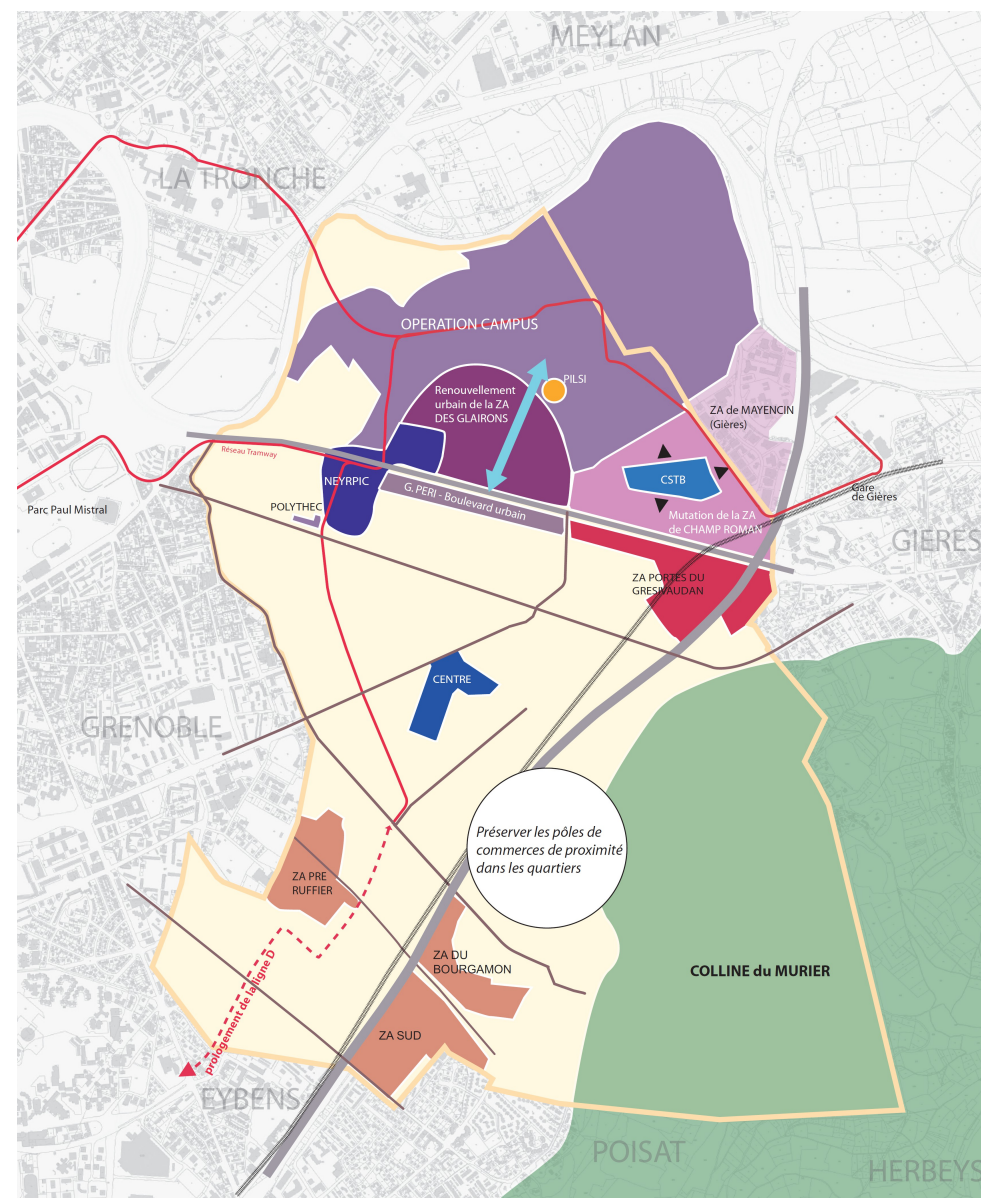 MEYLAN
LA TRONCHE
OPERATION CAMPUS
PILSI
Renouvellement
urbain de la ZA
DES GLAIRONS
ZA de MAYENCIN
(Gières)
Réseau Tramway
NEYRPIC
CSTB
Gare
de Gières
G. PERI - Boulevard urbain
POLYTHEC
Parc Paul Mistral
Mutation de la ZA
de CHAMP ROMAN
GIERES
ZA PORTES DU
GRESIVAUDAN
CENTRE
GRENOBLE
Préserver les pôles de
commerces de proximité
dans les quartiers
ZA PRE
RUFFIER
ZA DU
BOURGAMON
COLLINE du MURIER
prologement de la ligne D
ZA SUD
EYBENS
POISAT
HERBEYS